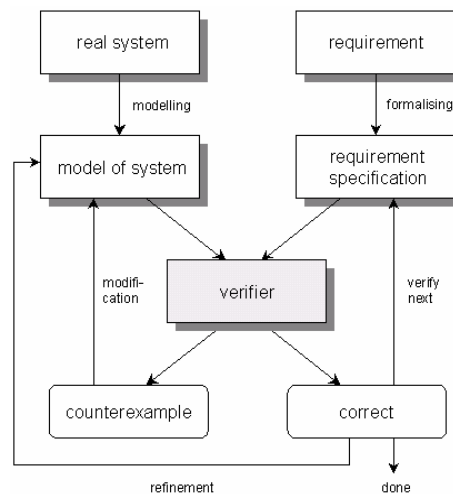 real system
requirement
modelling
formalising
model of system
requirement
specification
modifi-
cation
verifier
verify
next
counterexample
correct
refinement
done